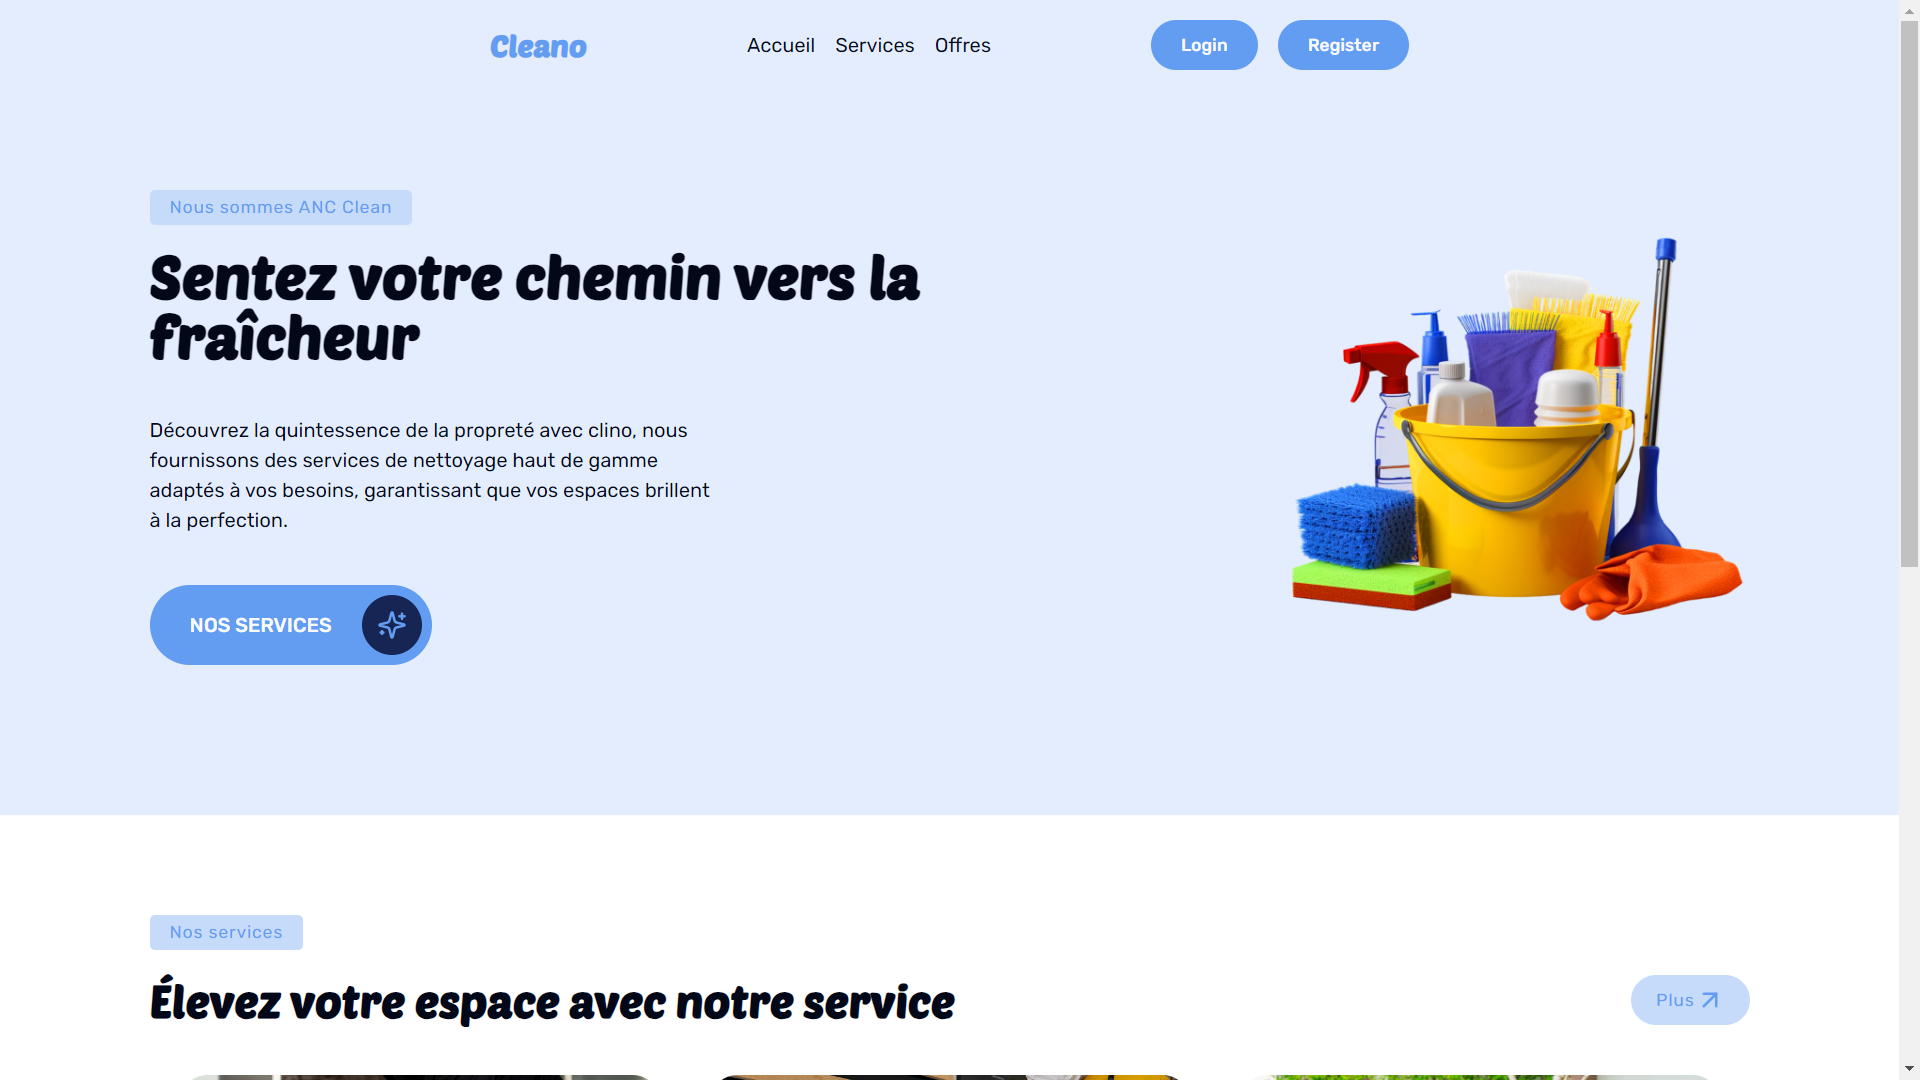 Cleano
Accueil Services Offres
Login
Register
Nous sommes ANC Clean
Sentez votre chemin vers la
fraîcheur
Découvrez la quintessence de la propreté avec clino, nous
fournissons des services de nettoyage haut de gamme
adaptés à vos besoins, garantissant que vos espaces brillent
à la perfection.
NOS SERVICES
Nos services
Élevez votre espace avec notre service
Plus